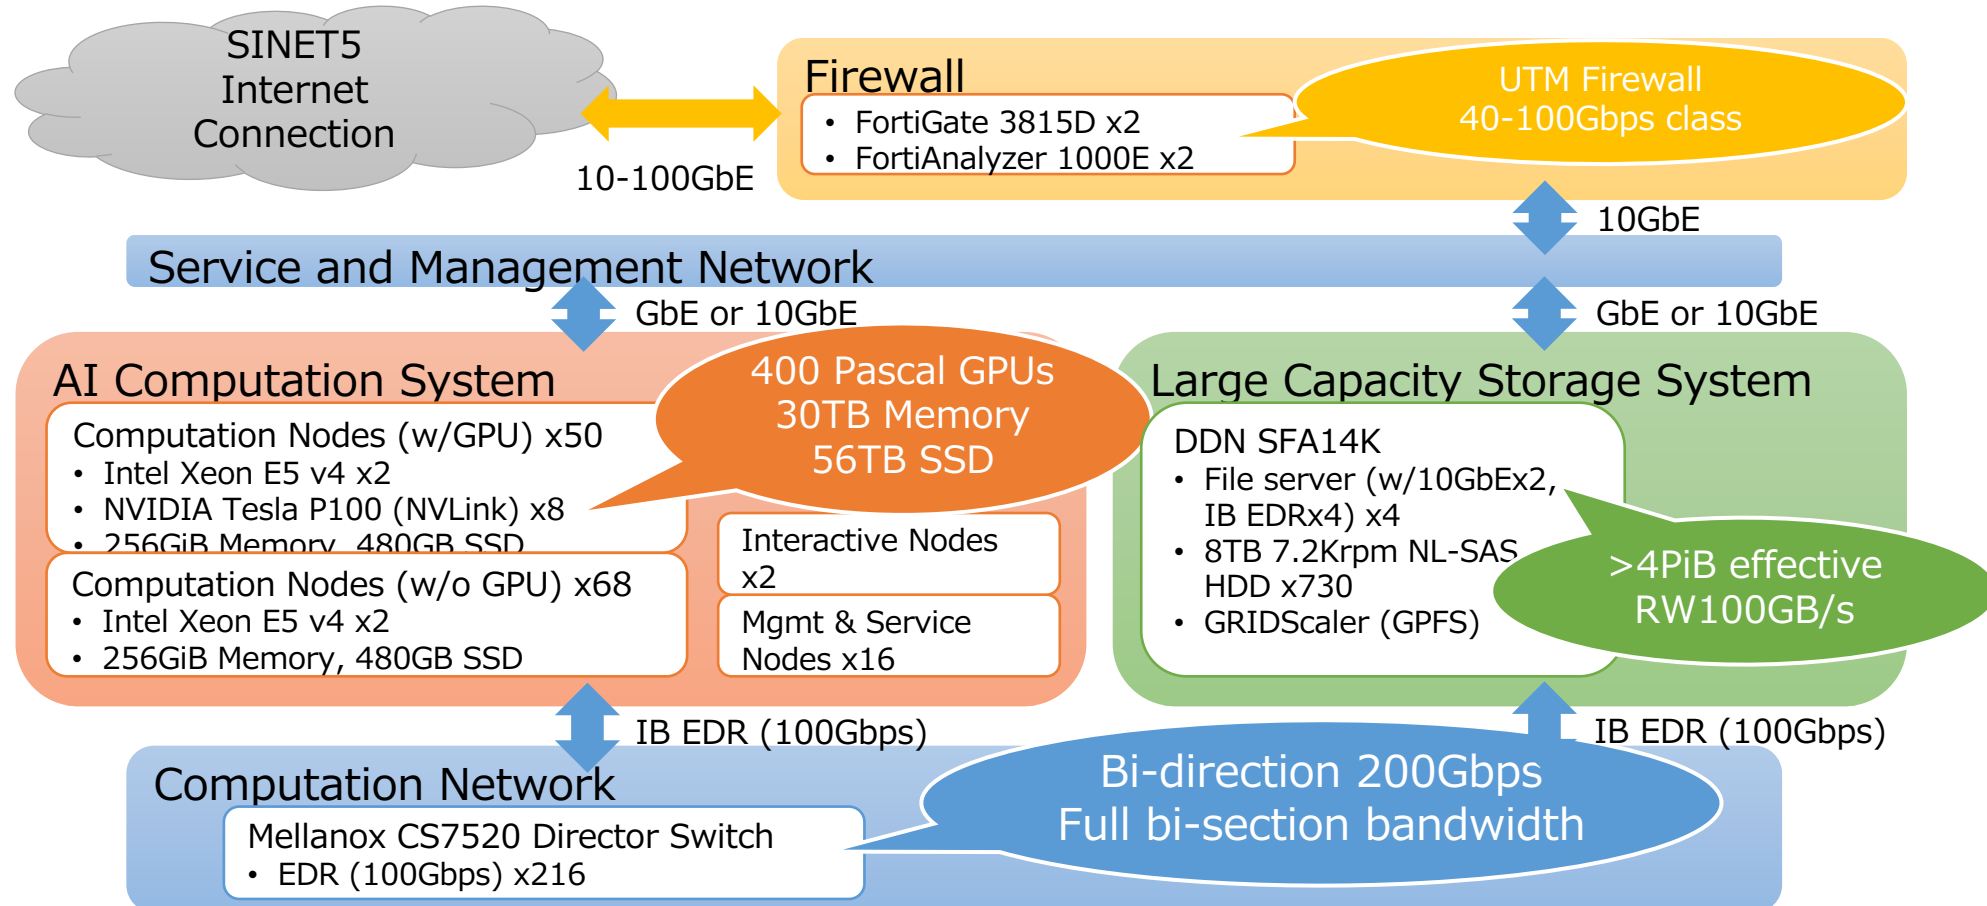 SINET5
Internet
Connection
10-100GbE
Firewall
• FortiGate 3815D x2
• FortiAnalyzer 1000E x2
UTM Firewall
40-100Gbps class
10GbE
Service and Management Network
GbE or 10GbE
GbE or 10GbE
AI Computation System
400 Pascal GPUs
30TB Memory
56TB SSD
Computation Nodes (w/GPU) x50
• Intel Xeon E5 v4 x2
• NVIDIA Tesla P100 (NVLink) x8
• 256GiB Memory, 480GB SSD
Computation Nodes (w/o GPU) x68
• Intel Xeon E5 v4 x2
• 256GiB Memory, 480GB SSD
Interactive Nodes
x2
Mgmt & Service
Nodes x16
Large Capacity Storage System
DDN SFA14K
• File server (w/10GbEx2,
IB EDRx4) x4
• 8TB 7.2Krpm NL-SAS
HDD x730
• GRIDScaler (GPFS)
>4PiB effective
RW100GB/s
IB EDR (100Gbps)
IB EDR (100Gbps)
Computation Network
Mellanox CS7520 Director Switch
• EDR (100Gbps) x216
Bi-direction 200Gbps
Full bi-section bandwidth